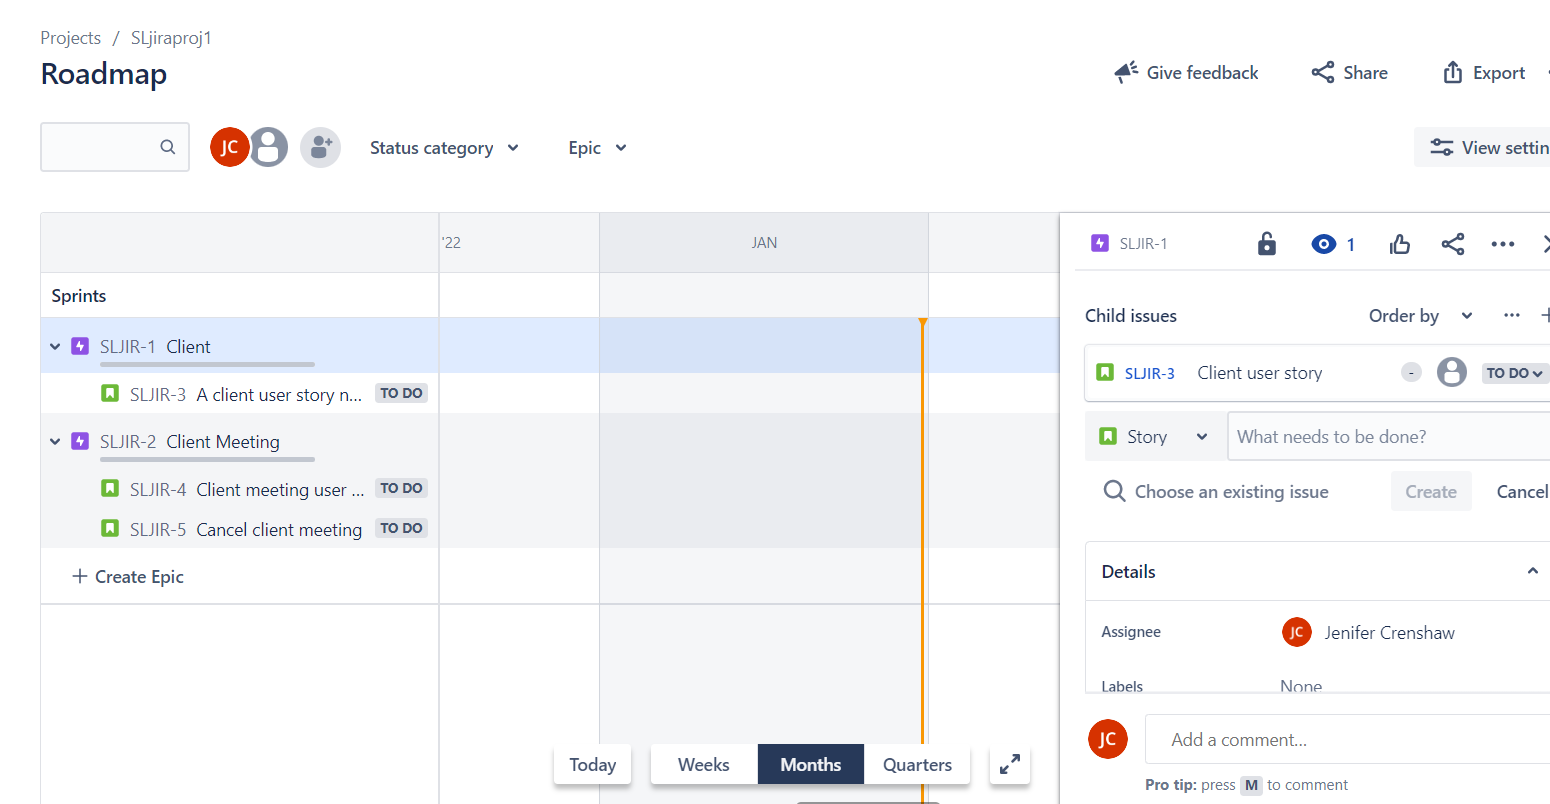 Projects / SLjiraproj1
Roadmap
Give feedback Share Export
JC Status category Epic View settin
'22 JAN
Sprints
SLJIR-1 Client
SLJIR-3 A client user story n... TO DO
SLJIR-2 Client Meeting
SLJIR-4 Client meeting user ... TO DO
SLJIR-5 Cancel client meeting TO DO
+ Create Epic
Today Weeks Months Quarters
SLJIR-1 1
Child issues Order by
SLJIR-3 Client user story - TO DO
Story What needs to be done?
Choose an existing issue Create Cancel
Details
Assignee JC Jenifer Crenshaw
Labels None
JC Add a comment...
Pro tip: press M to comment